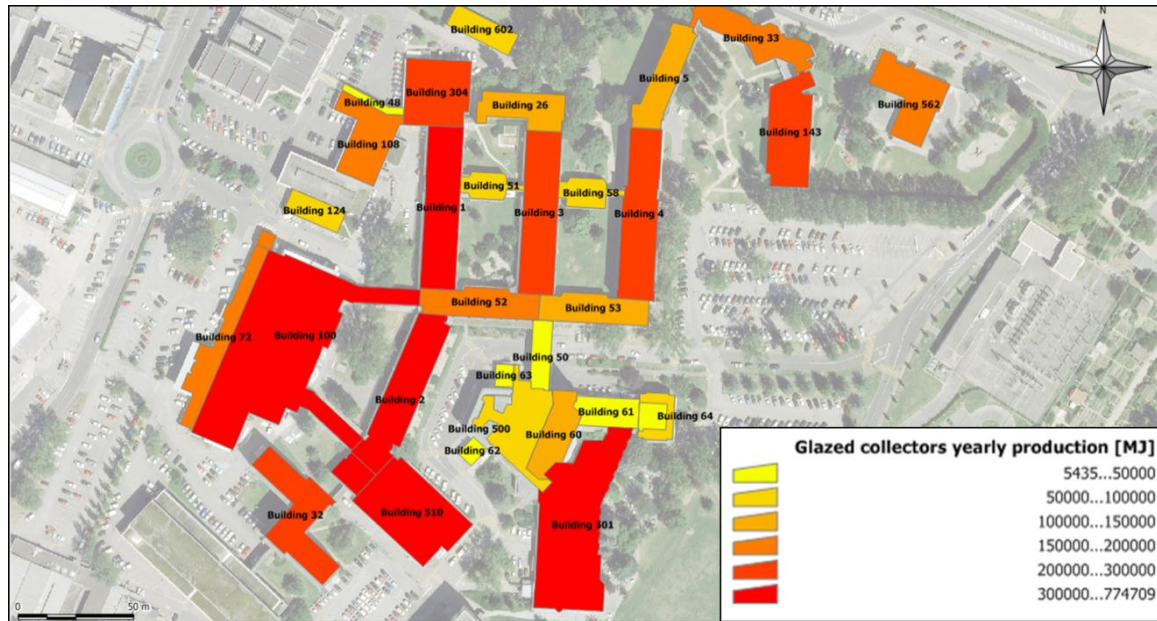 N
Building 602
Building 33
Building 5
Building 304
Building 48
Building 26
Building 562
Building 143
Building 108
Building 51
Building 58
Building 124
Building 1
Building 3
Building 4
Building 52
Building 53
Building 72
Building 100
Building 50
Building 63
Building 2
Building 61
Building 64
Building 500
Building 60
Building 62
Building 32
Building 510
Building 501
Glazed collectors yearly production [MJ]
5435...50000
50000...100000
100000...150000
150000...200000
200000...300000
300000...774709
0 50 m